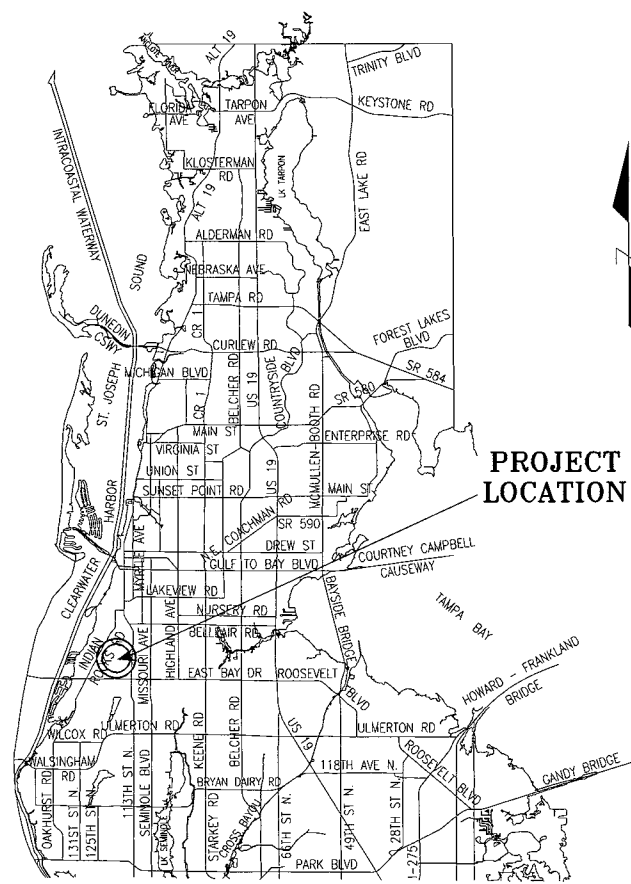 ALT 19
TRINITY BLVD
FLORIDA
AVE
TARPON
AVE
KEYSTONE RD
KLOSTERMAN
RD
LK TARPON
EAST LAKE RD
INTRACOASTAL WATERWAY
ALT 19
ALDERMAN RD
SOUND
NEBRASKA AVE
TAMPA RD
CR 1
DUNEDIN
CSWY
CURLEW RD
FOREST LAKES
BLVD
SR 584
MICHIGAN BLVD
ST. JOSEPH
CR 1
BELCHER RD
US 19
COUNTRYSIDE
BLVD
MCMULLEN-BOOTH RD
SR 580
MAIN ST
ENTERPRISE RD
VIRGINIA ST
UNION ST
SUNSET POINT RD
US 19
MAIN ST
PROJECT
LOCATION
HARBOR
N.E. COACHMAN RD
SR 590
DREW ST
COURTNEY CAMPBELL
CAUSEWAY
GULF TO BAY BLVD
CLEARWATER
MYRTLE AVE
LAKEVIEW RD
HIGHLAND AVE
NURSERY RD
BAYSIDE BRIDGE
TAMPA BAY
BELLEAIR RD
INDIAN
ROCKS RD
MISSOURI AVE
EAST BAY DR
ROOSEVELT
BLVD
HOWARD - FRANKLAND
BRIDGE
ULMERTON RD
WILCOX RD
KEENE RD
BELCHER RD
US 19
ULMERTON RD
WALSINGHAM
RD
118TH AVE N.
ROOSEVELT BLVD
GANDY BRIDGE
OAKHURST RD
131ST ST N.
125TH ST N.
113TH ST N.
SEMINOLE BLVD
LK SEMINOLE
BRYAN DAIRY RD
STARKEY RD
CROSS BAYOU
66TH ST N.
49TH ST N.
28TH ST N.
I-275
PARK BLVD